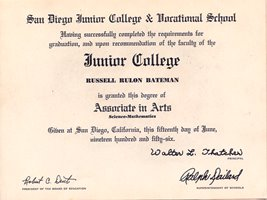 San Diego Junior College & Vocational School
Having successfully completed the requirements for
graduation, and upon recommendation of the faculty of the
Junior College
RUSSELL RULON BATEMAN
is granted this degree of
Associate in Arts
Science-Mathematics
Given at San Diego, California, this fifteenth day of June,
nineteen hundred and fifty-six.
Walter L. Thatcher
PRINCIPAL
Robert C. Dent
PRESIDENT OF THE BOARD OF EDUCATION
Ralph Dailard
SUPERINTENDENT OF SCHOOLS